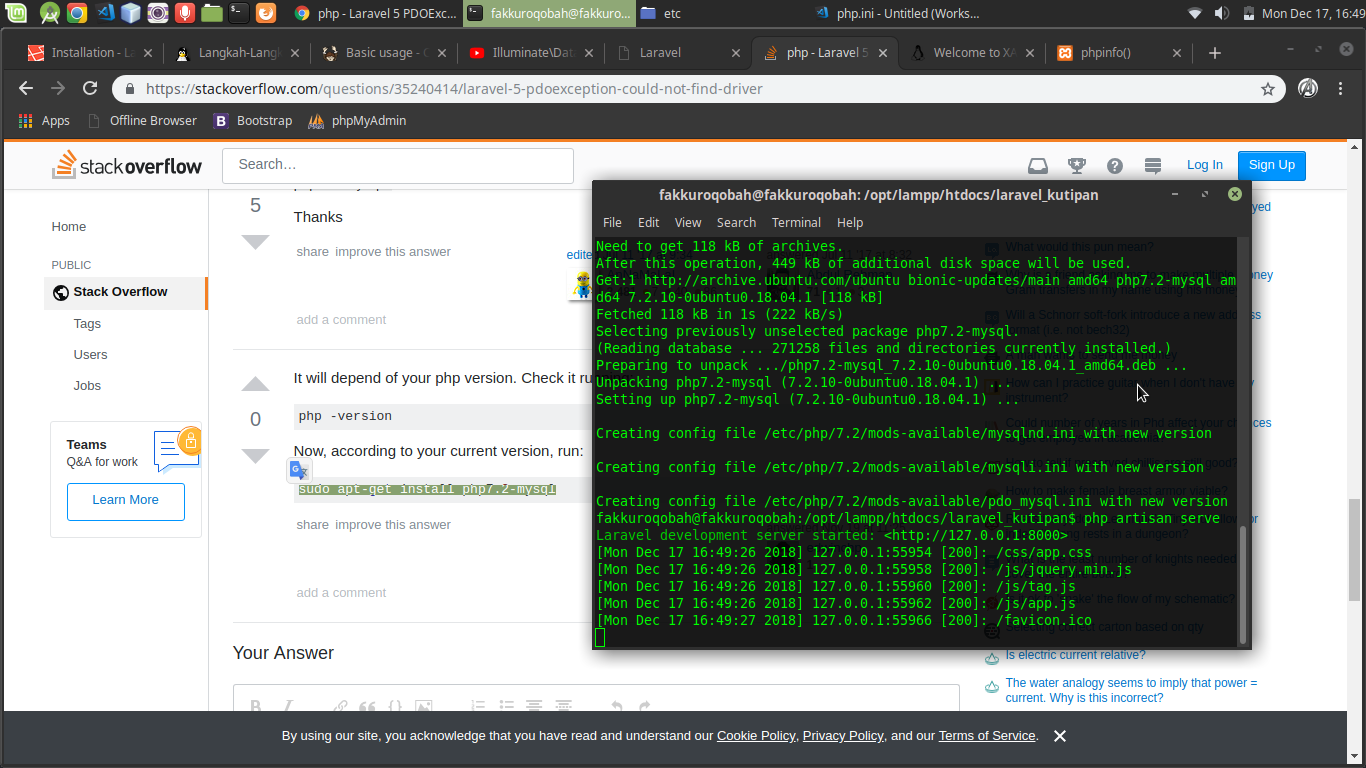 php - Laravel 5 PDOExc...
fakkuroqobah@fakkuro...
etc
php.ini - Untitled (Works...
Mon Dec 17, 16:49
Installation - La
Langkah-Lang
Basic usage - C
Illuminate\Dat
Laravel
php - Laravel 5
Welcome to XA
phpinfo()
https://stackoverflow.com/questions/35240414/laravel-5-pdoexception-could-not-find-driver
Apps
Offline Browser
Bootstrap
phpMyAdmin
stackoverflow
Search...
Log In
Sign Up
Home
PUBLIC
Stack Overflow
Tags
Users
Jobs
Teams
Q&A for work
Learn More
5
Thanks
share improve this answer
edite
add a comment
0
It will depend of your php version. Check it ru
php -version
Now, according to your current version, run:
sudo apt-get install php7.2-mysql
share improve this answer
add a comment
Your Answer
fakkuroqobah@fakkuroqobah: /opt/lampp/htdocs/laravel_kutipan
File Edit View Search Terminal Help
Need to get 118 kB of archives.
After this operation, 449 kB of additional disk space will be used.
Get:1 http://archive.ubuntu.com/ubuntu bionic-updates/main amd64 php7.2-mysql am
d64 7.2.10-0ubuntu0.18.04.1 [118 kB]
Fetched 118 kB in 1s (222 kB/s)
Selecting previously unselected package php7.2-mysql.
(Reading database ... 271258 files and directories currently installed.)
Preparing to unpack .../php7.2-mysql_7.2.10-0ubuntu0.18.04.1_amd64.deb ...
Unpacking php7.2-mysql (7.2.10-0ubuntu0.18.04.1) ...
Setting up php7.2-mysql (7.2.10-0ubuntu0.18.04.1) ...
Creating config file /etc/php/7.2/mods-available/mysqlnd.ini with new version
Creating config file /etc/php/7.2/mods-available/mysqli.ini with new version
Creating config file /etc/php/7.2/mods-available/pdo_mysql.ini with new version
fakkuroqobah@fakkuroqobah:/opt/lampp/htdocs/laravel_kutipan$ php artisan serve
Laravel development server started: <http://127.0.0.1:8000>
[Mon Dec 17 16:49:26 2018] 127.0.0.1:55954 [200]: /css/app.css
[Mon Dec 17 16:49:26 2018] 127.0.0.1:55958 [200]: /js/jquery.min.js
[Mon Dec 17 16:49:26 2018] 127.0.0.1:55960 [200]: /js/tag.js
[Mon Dec 17 16:49:26 2018] 127.0.0.1:55962 [200]: /js/app.js
[Mon Dec 17 16:49:27 2018] 127.0.0.1:55966 [200]: /favicon.ico
Is electric current relative?
The water analogy seems to imply that power =
current. Why is this incorrect?
By using our site, you acknowledge that you have read and understand our Cookie Policy, Privacy Policy, and our Terms of Service.